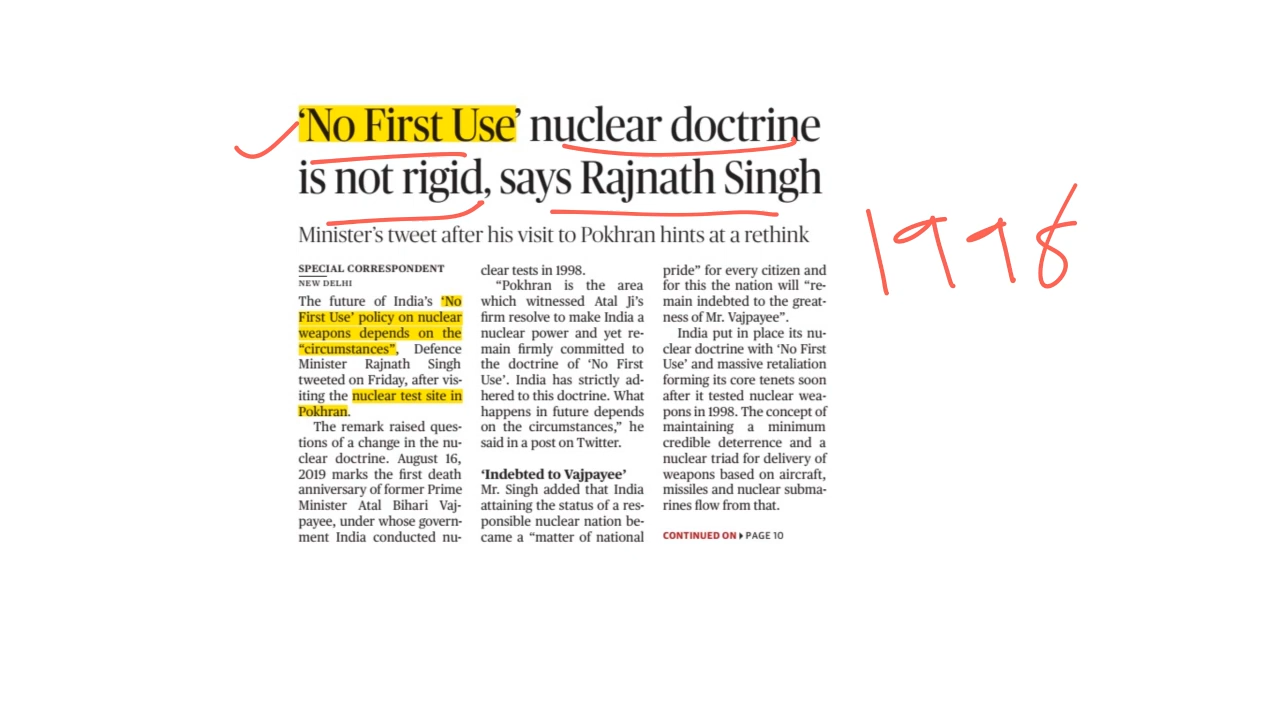 ‘No First Use’ nuclear doctrine
is not rigid, says Rajnath Singh
Minister’s tweet after his visit to Pokhran hints at a rethink
SPECIAL CORRESPONDENT
NEW DELHI
The future of India’s ‘No
First Use’ policy on nuclear
weapons depends on the
“circumstances”, Defence
Minister Rajnath Singh
tweeted on Friday, after vis-
iting the nuclear test site in
Pokhran.
The remark raised ques-
tions of a change in the nu-
clear doctrine. August 16,
2019 marks the first death
anniversary of former Prime
Minister Atal Bihari Vaj-
payee, under whose govern-
ment India conducted nu-
clear tests in 1998.
“Pokhran is the area
which witnessed Atal Ji’s
firm resolve to make India a
nuclear power and yet re-
main firmly committed to
the doctrine of ‘No First
Use’. India has strictly ad-
hered to this doctrine. What
happens in future depends
on the circumstances,” he
said in a post on Twitter.
‘Indebted to Vajpayee’
Mr. Singh added that India
attaining the status of a res-
ponsible nuclear nation be-
came a “matter of national
pride” for every citizen and
for this the nation will “re-
main indebted to the great-
ness of Mr. Vajpayee”.
India put in place its nu-
clear doctrine with ‘No First
Use’ and massive retaliation
forming its core tenets soon
after it tested nuclear wea-
pons in 1998. The concept of
maintaining a minimum
credible deterrence and a
nuclear triad for delivery of
weapons based on aircraft,
missiles and nuclear subma-
rines flow from that.
CONTINUED ON PAGE 10
1998